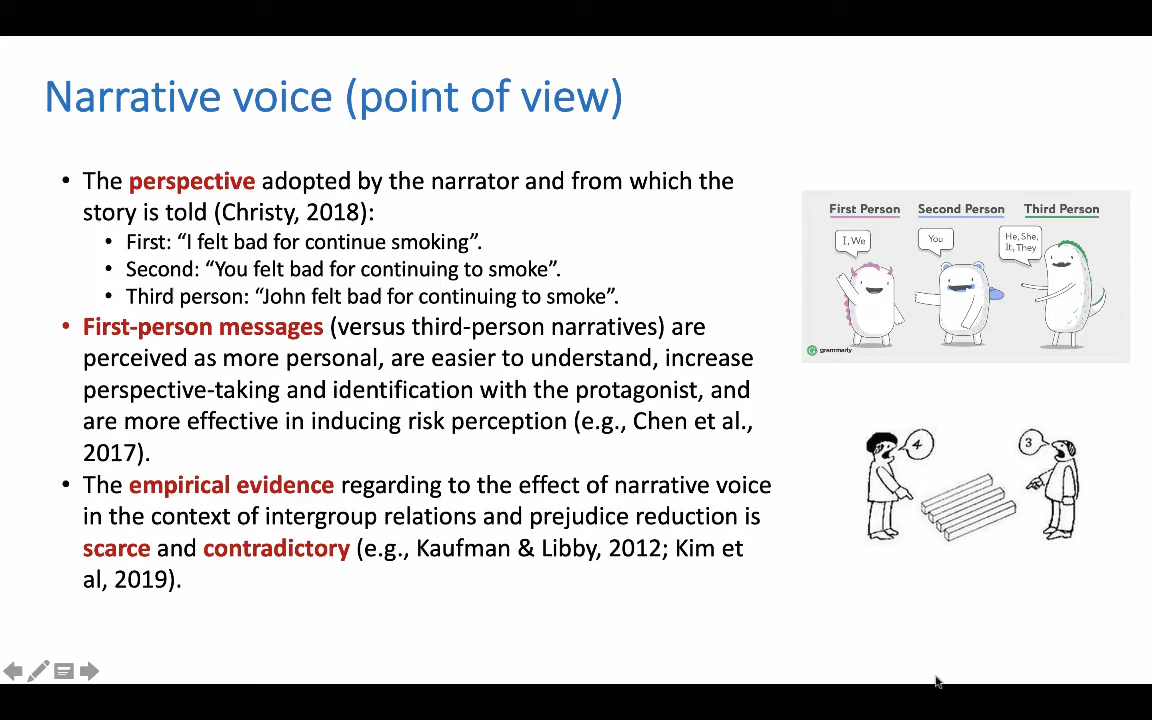 Narrative voice (point of view)
• The perspective adopted by the narrator and from which the
story is told (Christy, 2018):
• First: “I felt bad for continue smoking”.
• Second: “You felt bad for continuing to smoke”.
• Third person: “John felt bad for continuing to smoke”.
• First-person messages (versus third-person narratives) are
perceived as more personal, are easier to understand, increase
perspective-taking and identification with the protagonist, and
are more effective in inducing risk perception (e.g., Chen et al.,
2017).
• The empirical evidence regarding to the effect of narrative voice
in the context of intergroup relations and prejudice reduction is
scarce and contradictory (e.g., Kaufman & Libby, 2012; Kim et
al, 2019).
First Person Second Person Third Person
I, We
You
He, She,
It, They
grammarly
4
3